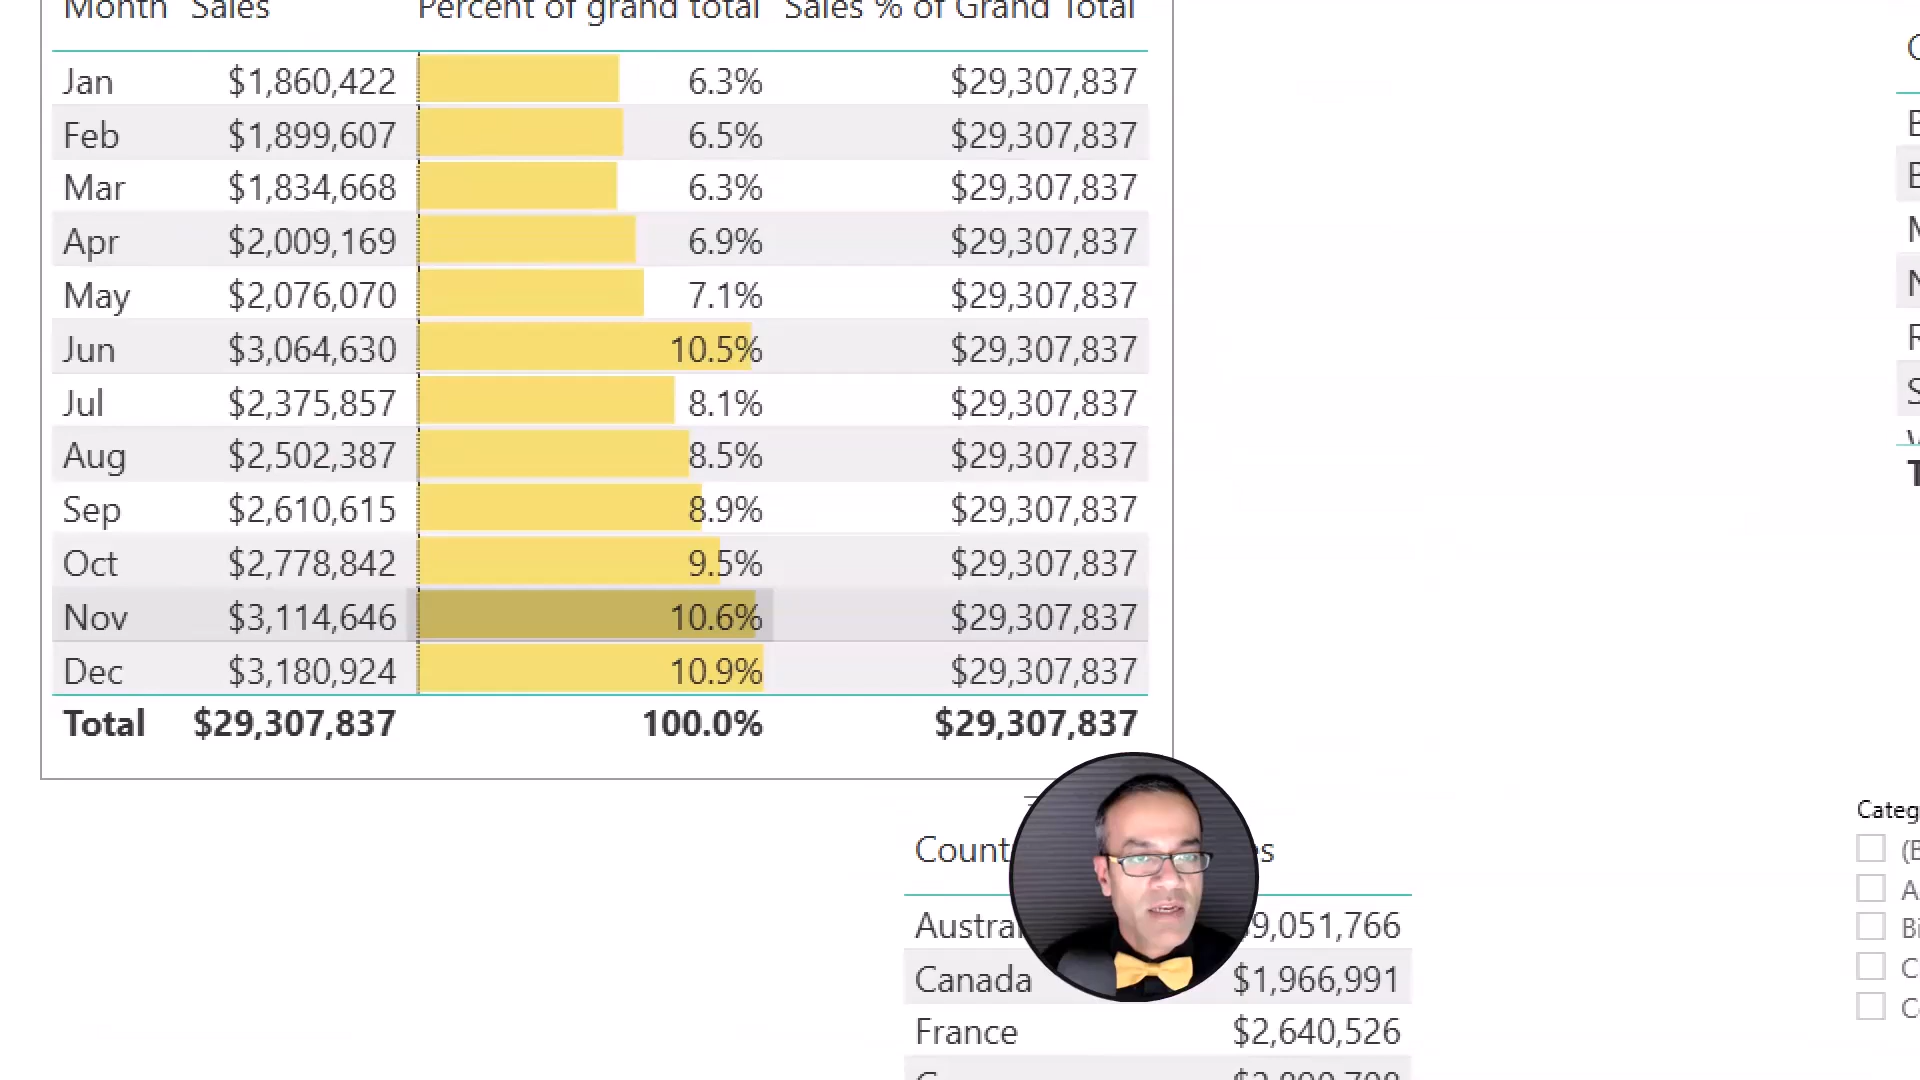 Month Sales Percent of grand total Sales % of Grand Total
Jan $1,860,422 6.3% $29,307,837
Feb $1,899,607 6.5% $29,307,837
Mar $1,834,668 6.3% $29,307,837
Apr $2,009,169 6.9% $29,307,837
May $2,076,070 7.1% $29,307,837
Jun $3,064,630 10.5% $29,307,837
Jul $2,375,857 8.1% $29,307,837
Aug $2,502,387 8.5% $29,307,837
Sep $2,610,615 8.9% $29,307,837
Oct $2,778,842 9.5% $29,307,837
Nov $3,114,646 10.6% $29,307,837
Dec $3,180,924 10.9% $29,307,837
Total $29,307,837 100.0% $29,307,837
Count
Austra 9,051,766
Canada $1,966,991
France $2,640,526
Categ